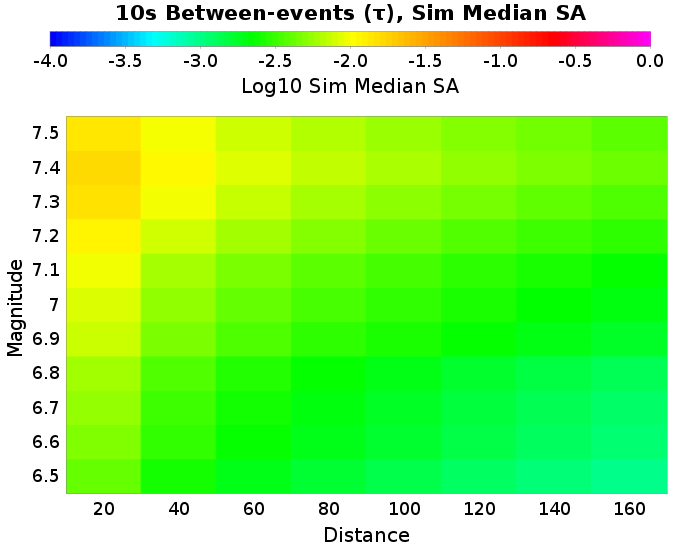 10s Between-events (τ), Sim Median SA
-4.0 -3.5 -3.0 -2.5 -2.0 -1.5 -1.0 -0.5 0.0
Log10 Sim Median SA
7.5
7.4
7.3
7.2
7.1
7
6.9
6.8
6.7
6.6
6.5
Magnitude
20 40 60 80 100 120 140 160
Distance